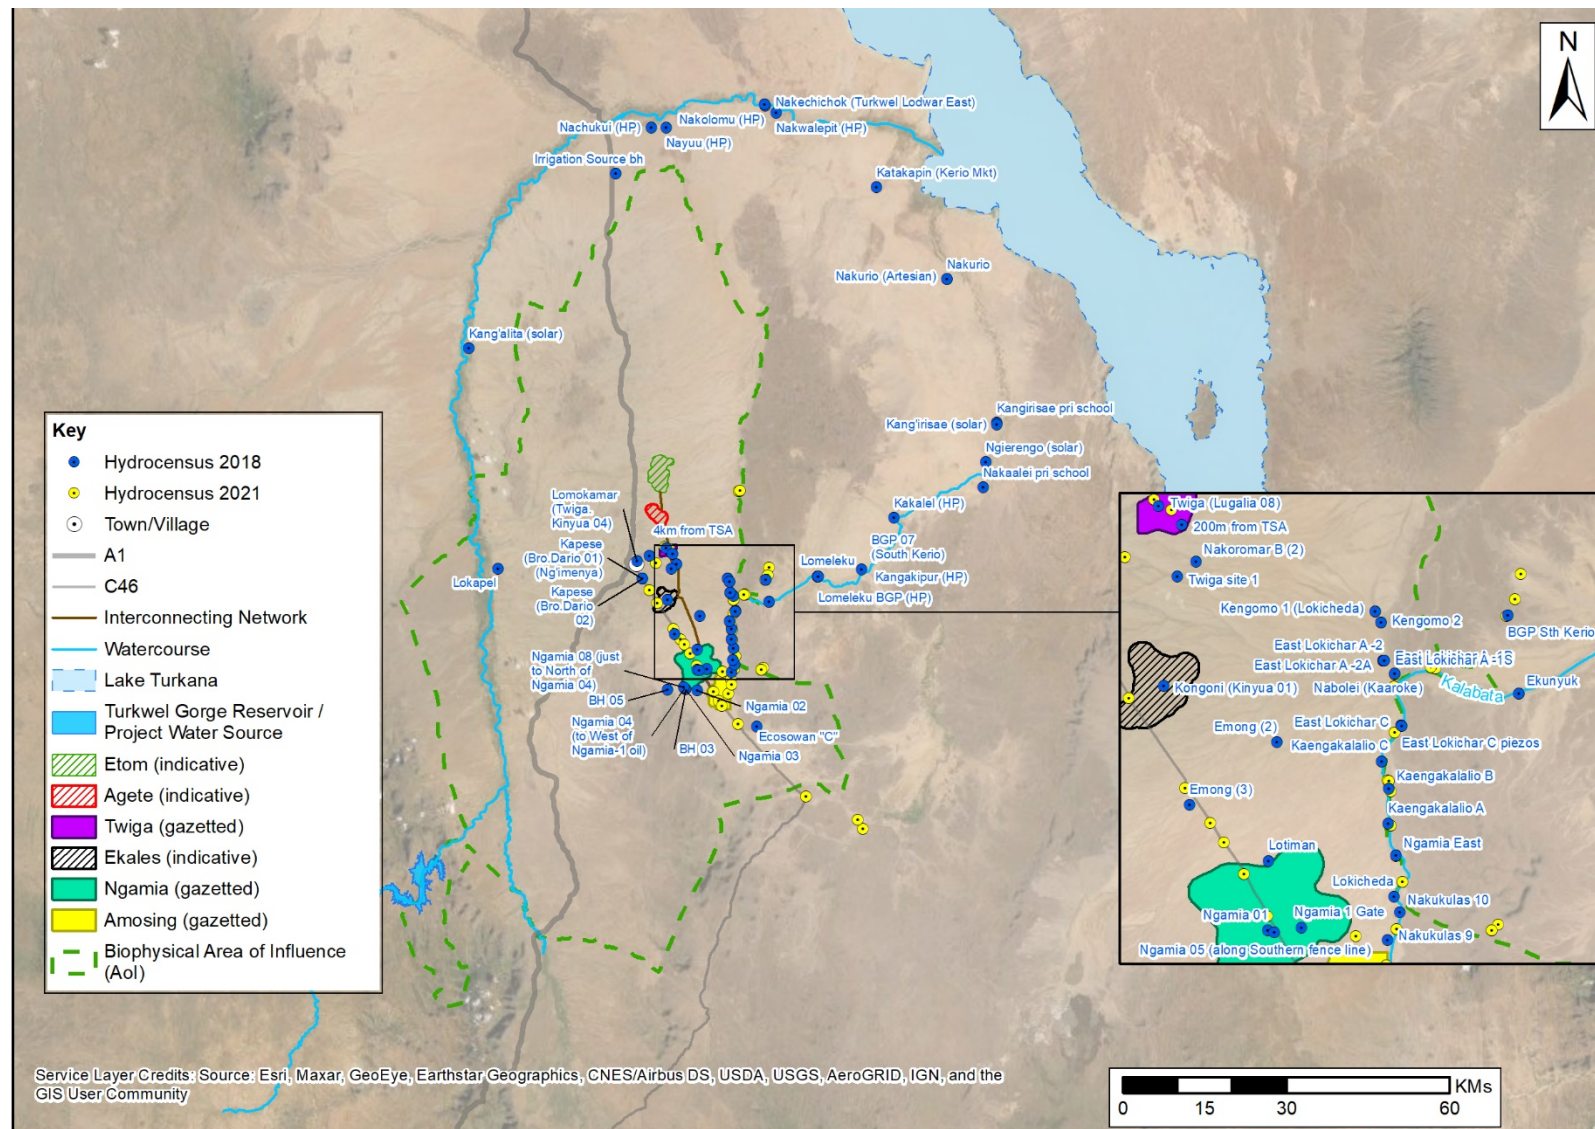 N
Nakechichok (Turkwel Lodwar East)
Nakolomu (HP)
Nachukui (HP)
Nakwalepit (HP)
Nayuu (HP)
Irrigation Source bh
Katakapin (Kerio Mkt)
Nakurio
Nakurio (Artesian)
Kang'alita (solar)
Kangirisae pri school
Kang'irisae (solar)
Ngierengo (solar)
Nakaalei pri school
Kakalel (HP)
Lomokamar
(Twiga.
Kinyua 04)
4km from TSA
Kapese
(Bro.Dario 01)
(Ng'imenya)
BGP 07
(South Kerio)
Lomeleku
Kangakipur (HP)
Lokapel
Kapese
(Bro.Dario
02)
Lomeleku BGP (HP)
Ngamia 08 (just
to North of
Ngamia 04)
BH 05
Ngamia 02
Ngamia 04
(to West of
Ngamia-1 oil)
Ecosowan "C"
BH 03
Ngamia 03
Key
Hydrocensus 2018
Hydrocensus 2021
Town/Village
A1
C46
Interconnecting Network
Watercourse
Lake Turkana
Turkwel Gorge Reservoir /
Project Water Source
Etom (indicative)
Agete (indicative)
Twiga (gazetted)
Ekales (indicative)
Ngamia (gazetted)
Amosing (gazetted)
Biophysical Area of Influence
(AoI)
Twiga (Lugalia 08)
200m from TSA
Nakoromar B (2)
Twiga site 1
Kengomo 1 (Lokicheda)
Kengomo 2
BGP Sth Kerio
East Lokichar A -2
East Lokichar A -2A
East Lokichar A -1S
Kongoni (Kinyua 01)
Nabolei (Kaaroke)
Kalabata
Ekunyuk
East Lokichar C
Emong (2)
East Lokichar C piezos
Kaengakalalio C
Kaengakalalio B
Emong (3)
Kaengakalalio A
Lotiman
Ngamia East
Lokicheda
Nakukulas 10
Ngamia 01
Ngamia 1 Gate
Nakukulas 9
Ngamia 05 (along Southern fence line)
Service Layer Credits: Source: Esri, Maxar, GeoEye, Earthstar Geographics, CNES/Airbus DS, USDA, USGS, AeroGRID, IGN, and the
GIS User Community
KMs
0 15 30 60